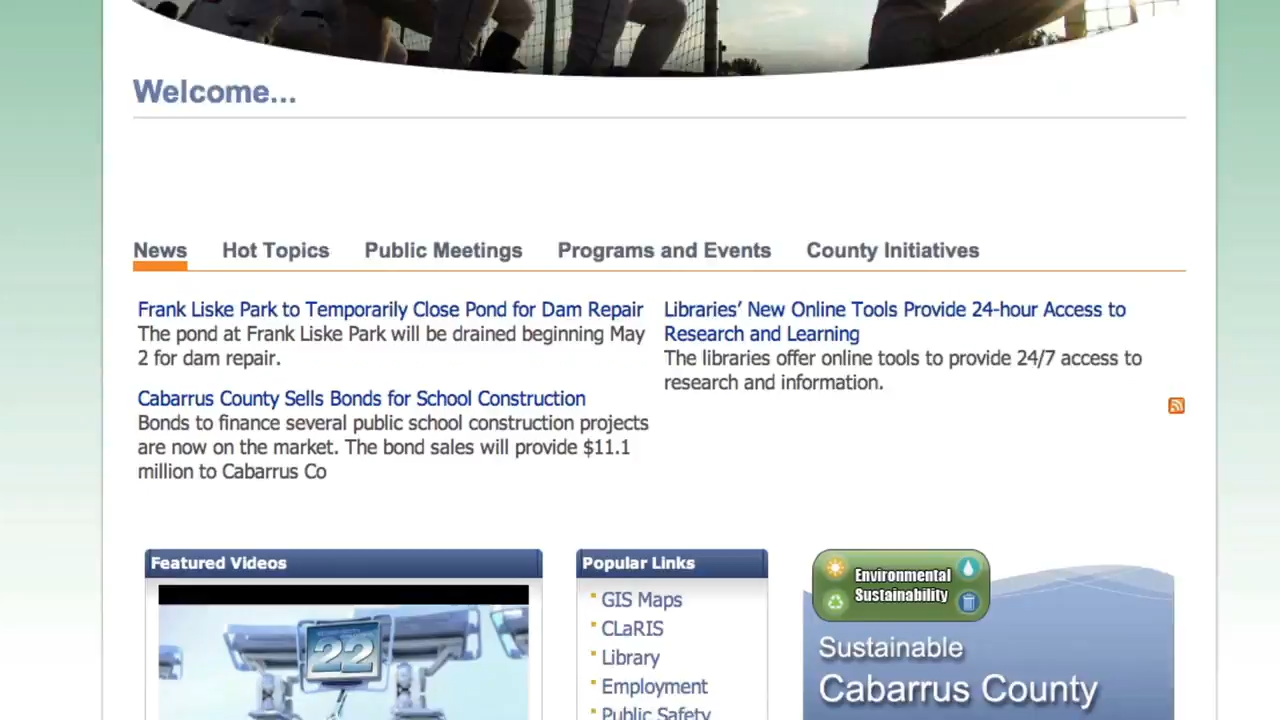 Welcome...
News
Hot Topics
Public Meetings
Programs and Events
County Initiatives
Frank Liske Park to Temporarily Close Pond for Dam Repair
The pond at Frank Liske Park will be drained beginning May
2 for dam repair.
Cabarrus County Sells Bonds for School Construction
Bonds to finance several public school construction projects
are now on the market. The bond sales will provide $11.1
million to Cabarrus Co
Libraries’ New Online Tools Provide 24-hour Access to
Research and Learning
The libraries offer online tools to provide 24/7 access to
research and information.
Featured Videos
22
Popular Links
GIS Maps
CLaRIS
Library
Employment
Public Safety
Environmental
Sustainability
Sustainable
Cabarrus County